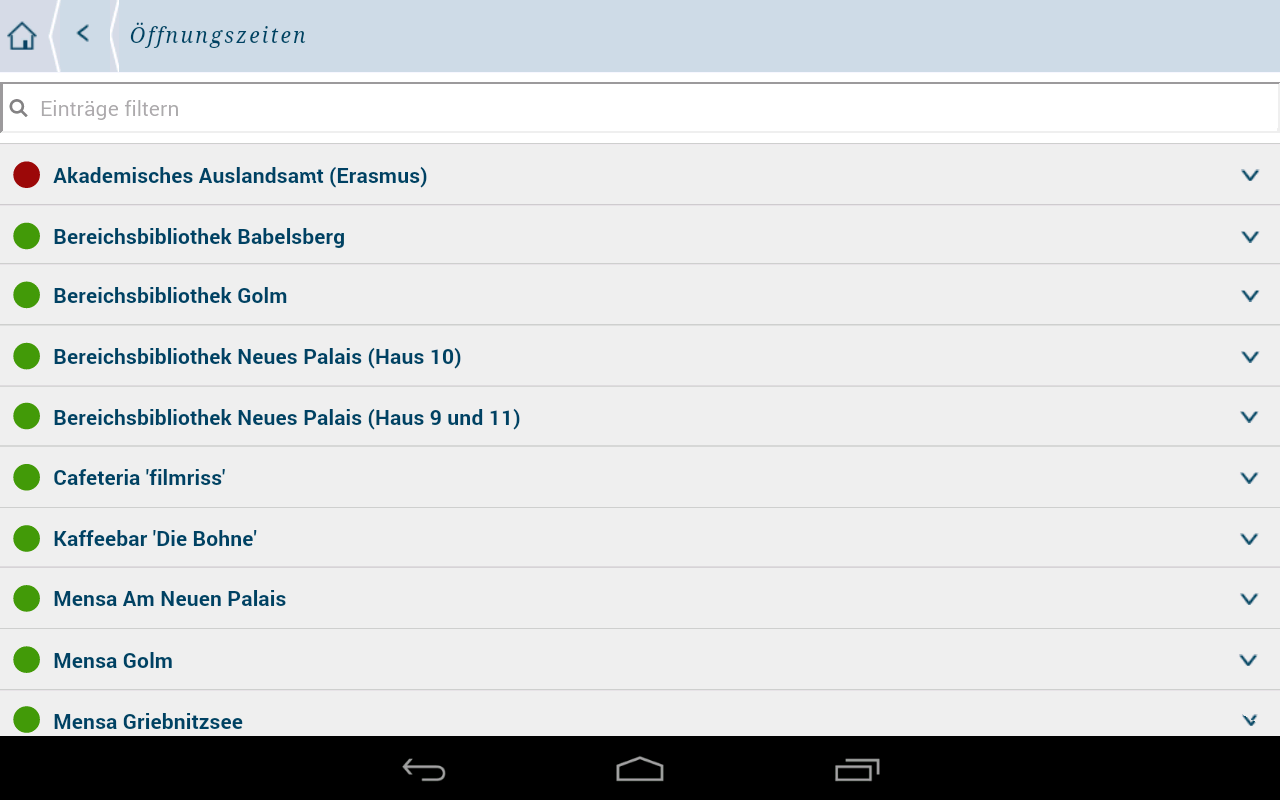 Öffnungszeiten
Einträge filtern
Akademisches Auslandsamt (Erasmus)
Bereichsbibliothek Babelsberg
Bereichsbibliothek Golm
Bereichsbibliothek Neues Palais (Haus 10)
Bereichsbibliothek Neues Palais (Haus 9 und 11)
Cafeteria 'filmriss'
Kaffeebar 'Die Bohne'
Mensa Am Neuen Palais
Mensa Golm
Mensa Griebnitzsee